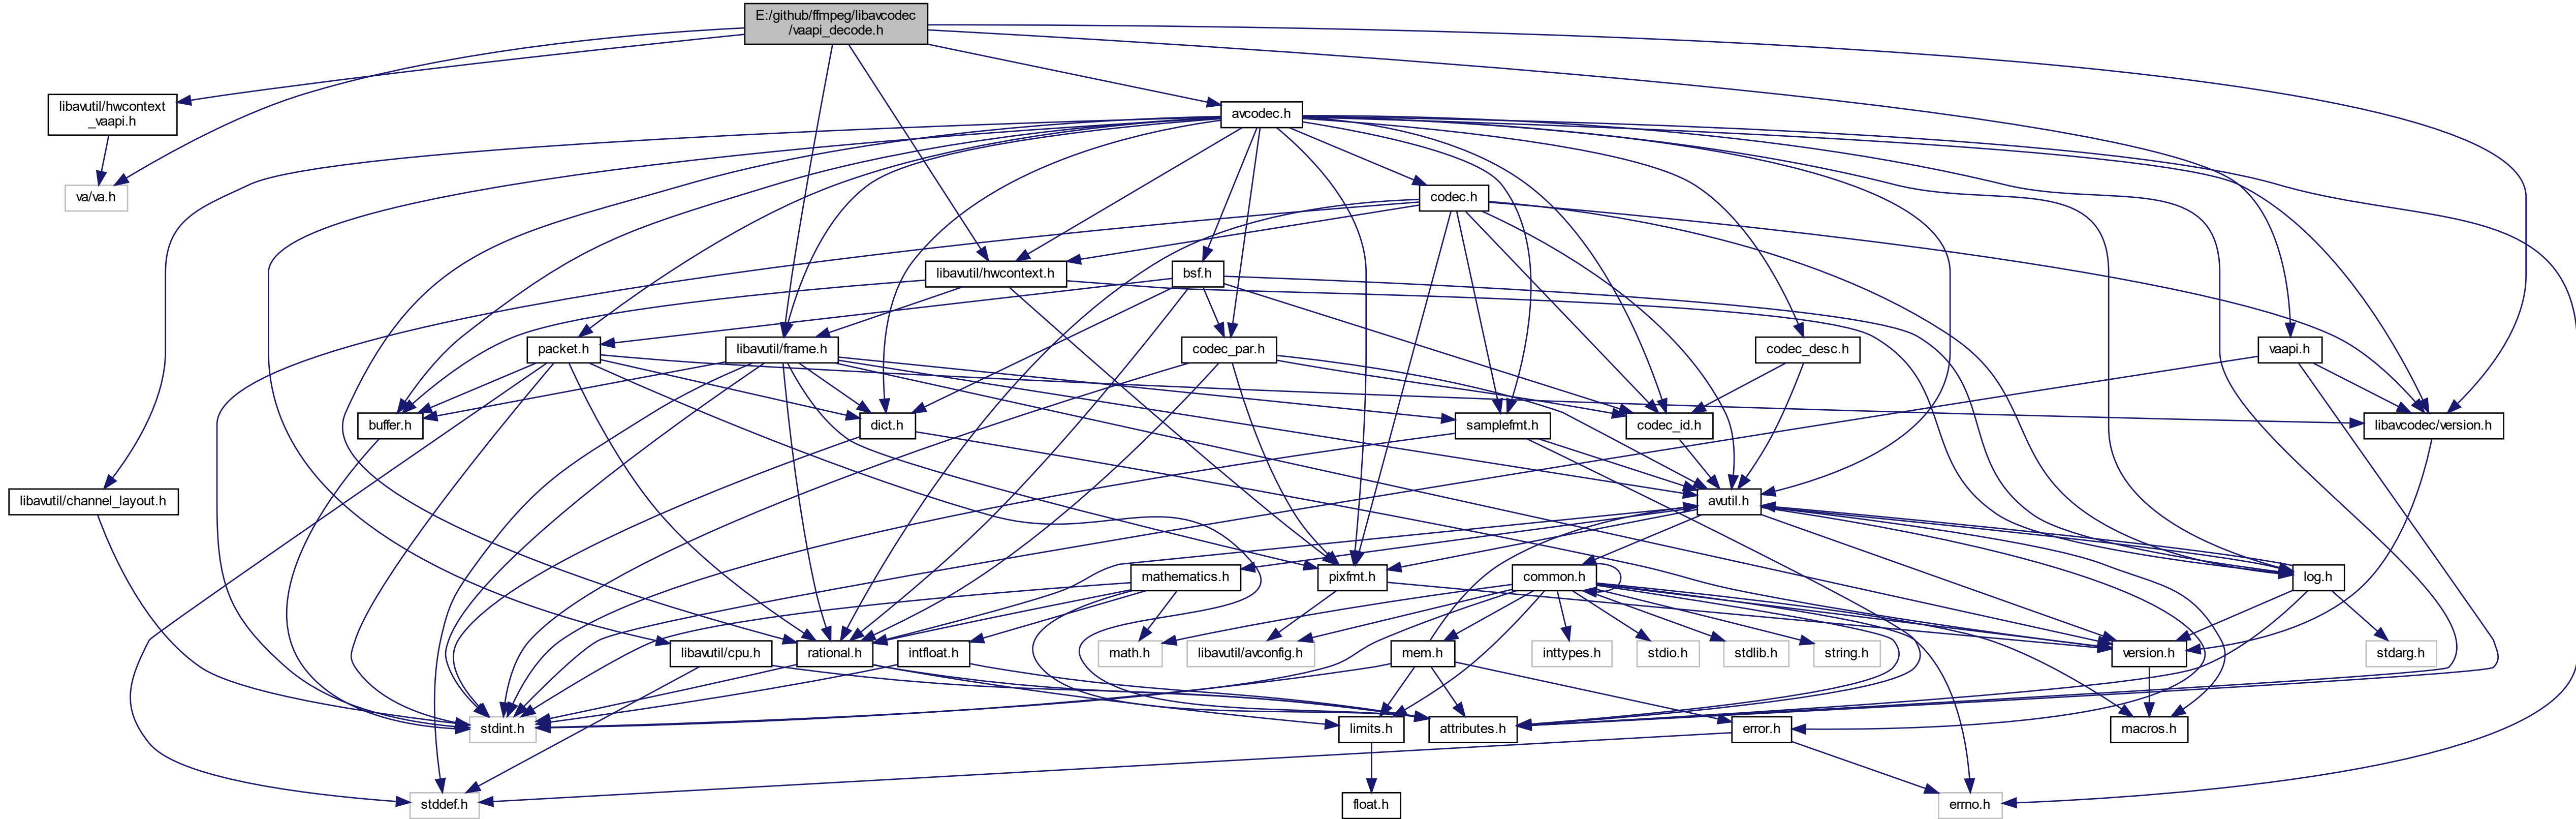 E:/github/ffmpeg/libavcodec
/vaapi_decode.h
libavutil/hwcontext
_vaapi.h
avcodec.h
va/va.h
codec.h
libavutil/hwcontext.h
bsf.h
packet.h
libavutil/frame.h
codec_par.h
codec_desc.h
vaapi.h
buffer.h
dict.h
samplefmt.h
codec_id.h
libavcodec/version.h
libavutil/channel_layout.h
avutil.h
mathematics.h
pixfmt.h
common.h
log.h
libavutil/cpu.h
rational.h
intfloat.h
math.h
libavutil/avconfig.h
mem.h
inttypes.h
stdio.h
stdlib.h
string.h
version.h
stdarg.h
stdint.h
limits.h
attributes.h
error.h
macros.h
stddef.h
float.h
errno.h